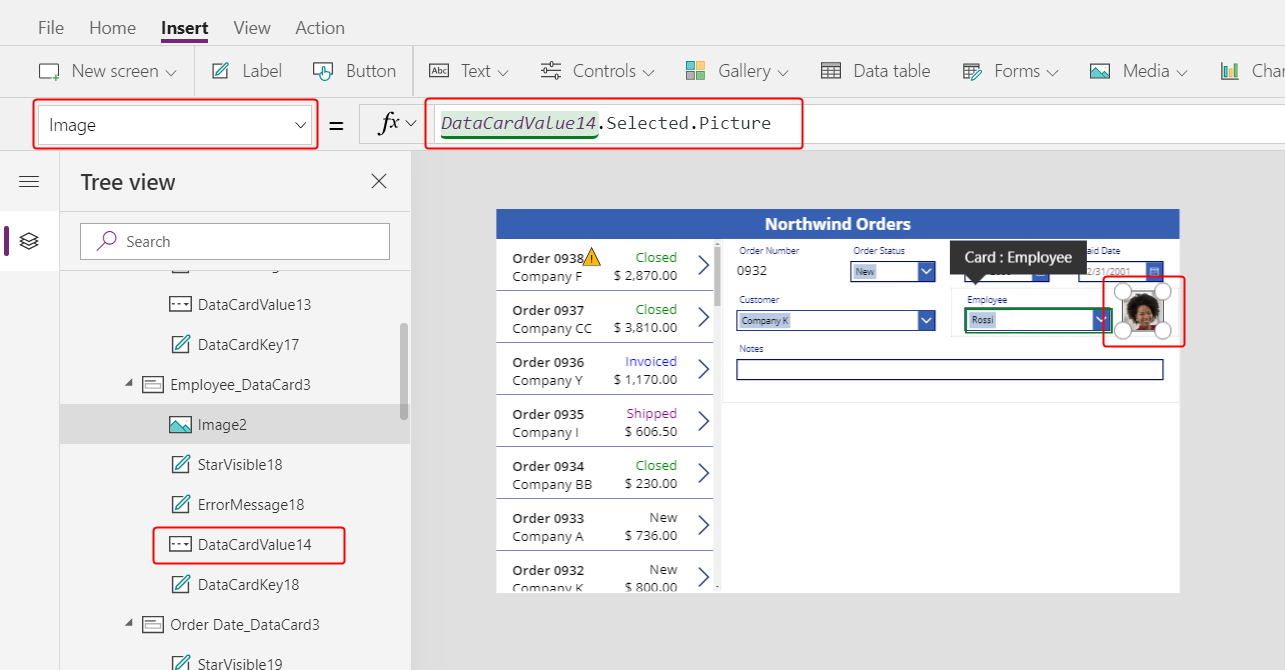 File Home Insert View Action
New screen Label Button Abc Text Controls Gallery Data table Forms Media
Image = fx DataCardValue14.Selected.Picture
Tree view
Search
DataCardValue13
DataCardKey17
Employee_DataCard3
Image2
StarVisible18
ErrorMessage18
DataCardValue14
DataCardKey18
Order Date_DataCard3
StarVisible19
Northwind Orders
Order 0938 Closed
Company F $ 2,870.00
Order 0937 Closed
Company CC $ 3,810.00
Order 0936 Invoiced
Company Y $ 1,170.00
Order 0935 Shipped
Company I $ 606.50
Order 0934 Closed
Company BB $ 230.00
Order 0933 New
Company A $ 736.00
Order 0932 New
Company K $ 800.00
Order Number Order Status Date
0932 New /31/2001
Card : Employee
Customer Employee
Company K Rossi
Notes